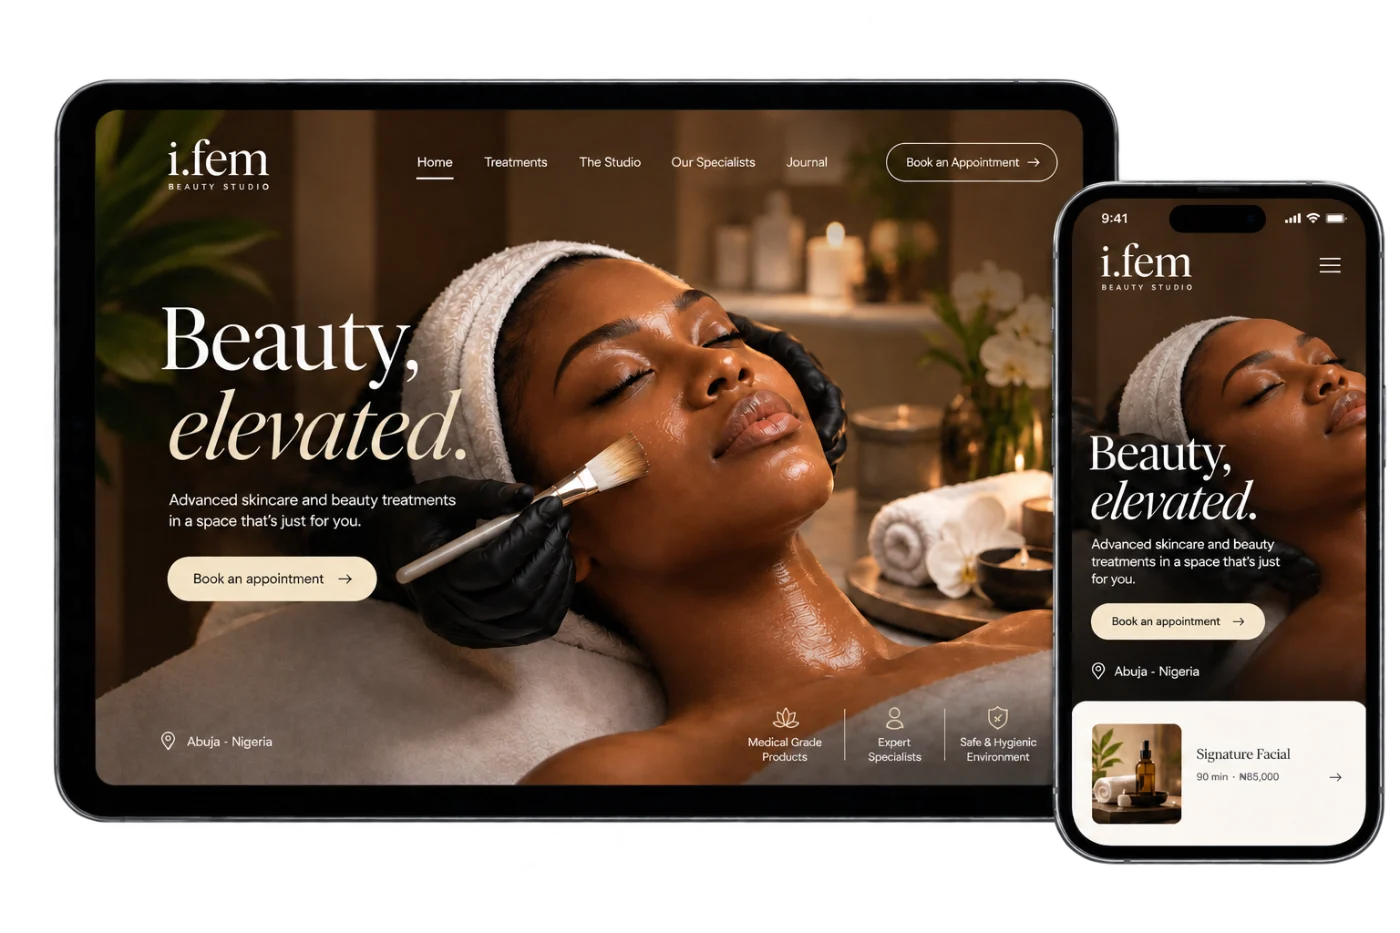 i.fem
BEAUTY STUDIO
Home
Treatments
The Studio
Our Specialists
Journal
Book an Appointment →
Beauty,
elevated.
Advanced skincare and beauty treatments
in a space that's just for you.
Book an appointment →
Abuja - Nigeria
Medical Grade
Products
Expert
Specialists
Safe & Hygienic
Environment
9:41
i.fem
BEAUTY STUDIO
Beauty,
elevated.
Advanced skincare and beauty
treatments in a space that's just
for you.
Book an appointment →
Abuja - Nigeria
Signature Facial
90 min · ₦85,000 →